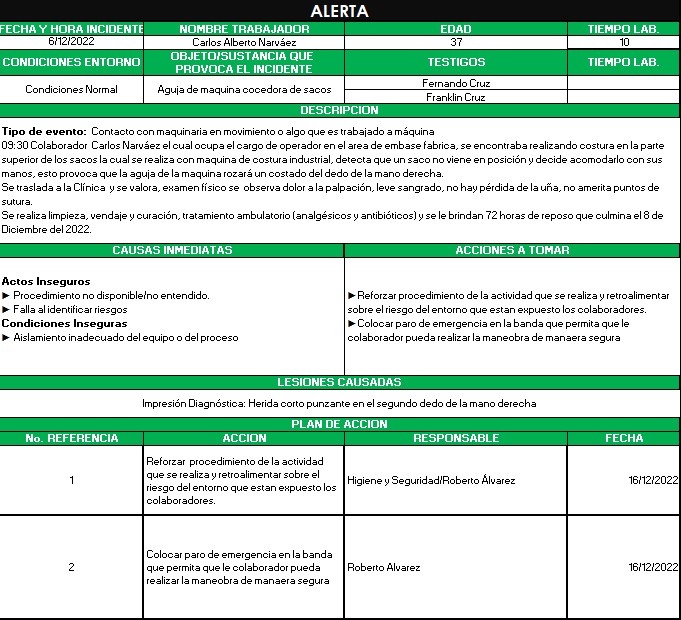 ALERTA
FECHA Y HORA INCIDENTE NOMBRE TRABAJADOR EDAD TIEMPO LAB.
6/12/2022 Carlos Alberto Narváez 37 10
CONDICIONES ENTORNO OBJETO/SUSTANCIA QUE PROVOCA EL INCIDENTE TESTIGOS TIEMPO LAB.
Condiciones Normal Aguja de maquina cocedora de sacos Fernando Cruz
Franklin Cruz
DESCRIPCION
Tipo de evento: Contacto con maquinaria en movimiento o algo que es trabajado a máquina
09:30 Colaborador Carlos Narváez el cual ocupa el cargo de operador en el area de embase fabrica, se encontraba realizando costura en la parte
superior de los sacos la cual se realiza con maquina de costura industrial, detecta que un saco no viene en posición y decide acomodarlo con sus
manos, esto provoca que la aguja de la maquina rozará un costado del dedo de la mano derecha.
Se traslada a la Clínica y se valora, examen físico se observa dolor a la palpación, leve sangrado, no hay pérdida de la uña, no amerita puntos de
sutura.
Se realiza limpieza, vendaje y curación, tratamiento ambulatorio (analgésicos y antibióticos) y se le brindan 72 horas de reposo que culmina el 8 de
Diciembre del 2022.
CAUSAS INMEDIATAS ACCIONES A TOMAR
Actos Inseguros
► Procedimiento no disponible/no entendido.
► Falla al identificar riesgos
Condiciones Inseguras
► Aislamiento inadecuado del equipo o del proceso
►Reforzar procedimiento de la actividad que se realiza y retroalimentar
sobre el riesgo del entorno que estan expuesto los colaboradores.
►Colocar paro de emergencia en la banda que permita que le
colaborador pueda realizar la maneobra de manaera segura
LESIONES CAUSADAS
Impresión Diagnóstica: Herida corto punzante en el segundo dedo de la mano derecha
PLAN DE ACCION
No. REFERENCIA ACCION RESPONSABLE FECHA
1
Reforzar procedimiento de la actividad
que se realiza y retroalimentar sobre el
riesgo del entorno que estan expuesto los
colaboradores.
Higiene y Seguridad/Roberto Álvarez
16/12/2022
2
Colocar paro de emergencia en la banda
que permita que le colaborador pueda
realizar la maneobra de manaera segura
Roberto Alvarez
16/12/2022